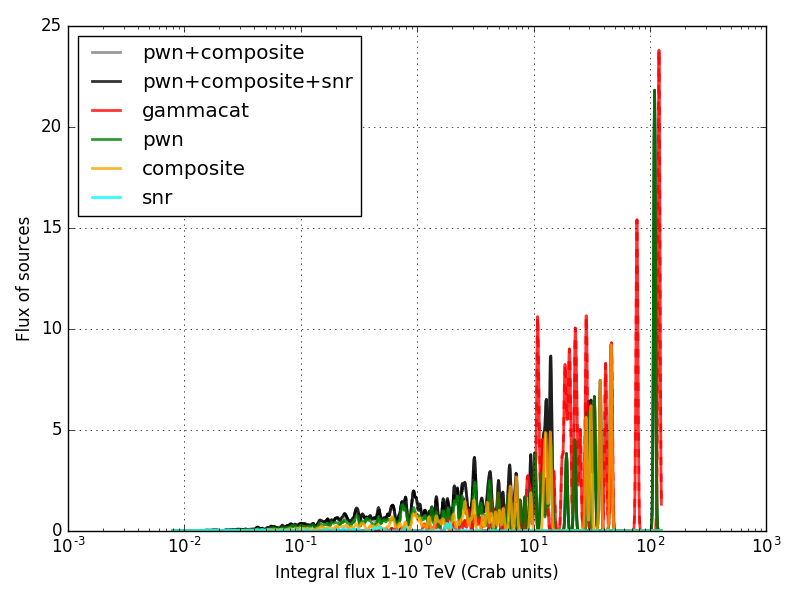 25
20
15
10
5
0
pwn+composite
pwn+composite+snr
gammacat
pwn
composite
snr
Flux of sources
10^-3 10^-2 10^-1 10^0 10^1 10^2 10^3
Integral flux 1-10 TeV (Crab units)